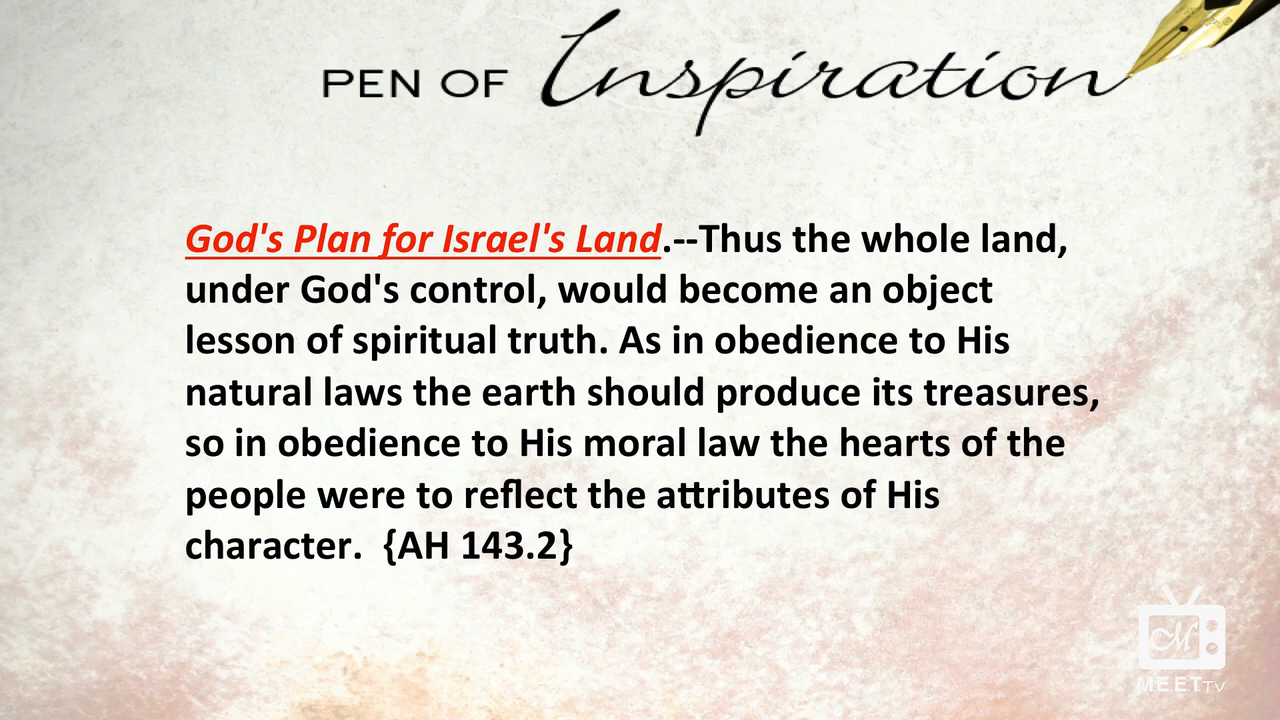 PEN OF Inspiration
God's Plan for Israel's Land.--Thus the whole land,
under God's control, would become an object
lesson of spiritual truth. As in obedience to His
natural laws the earth should produce its treasures,
so in obedience to His moral law the hearts of the
people were to reflect the attributes of His
character.  {AH 143.2}
M
M.E.E.T.TV